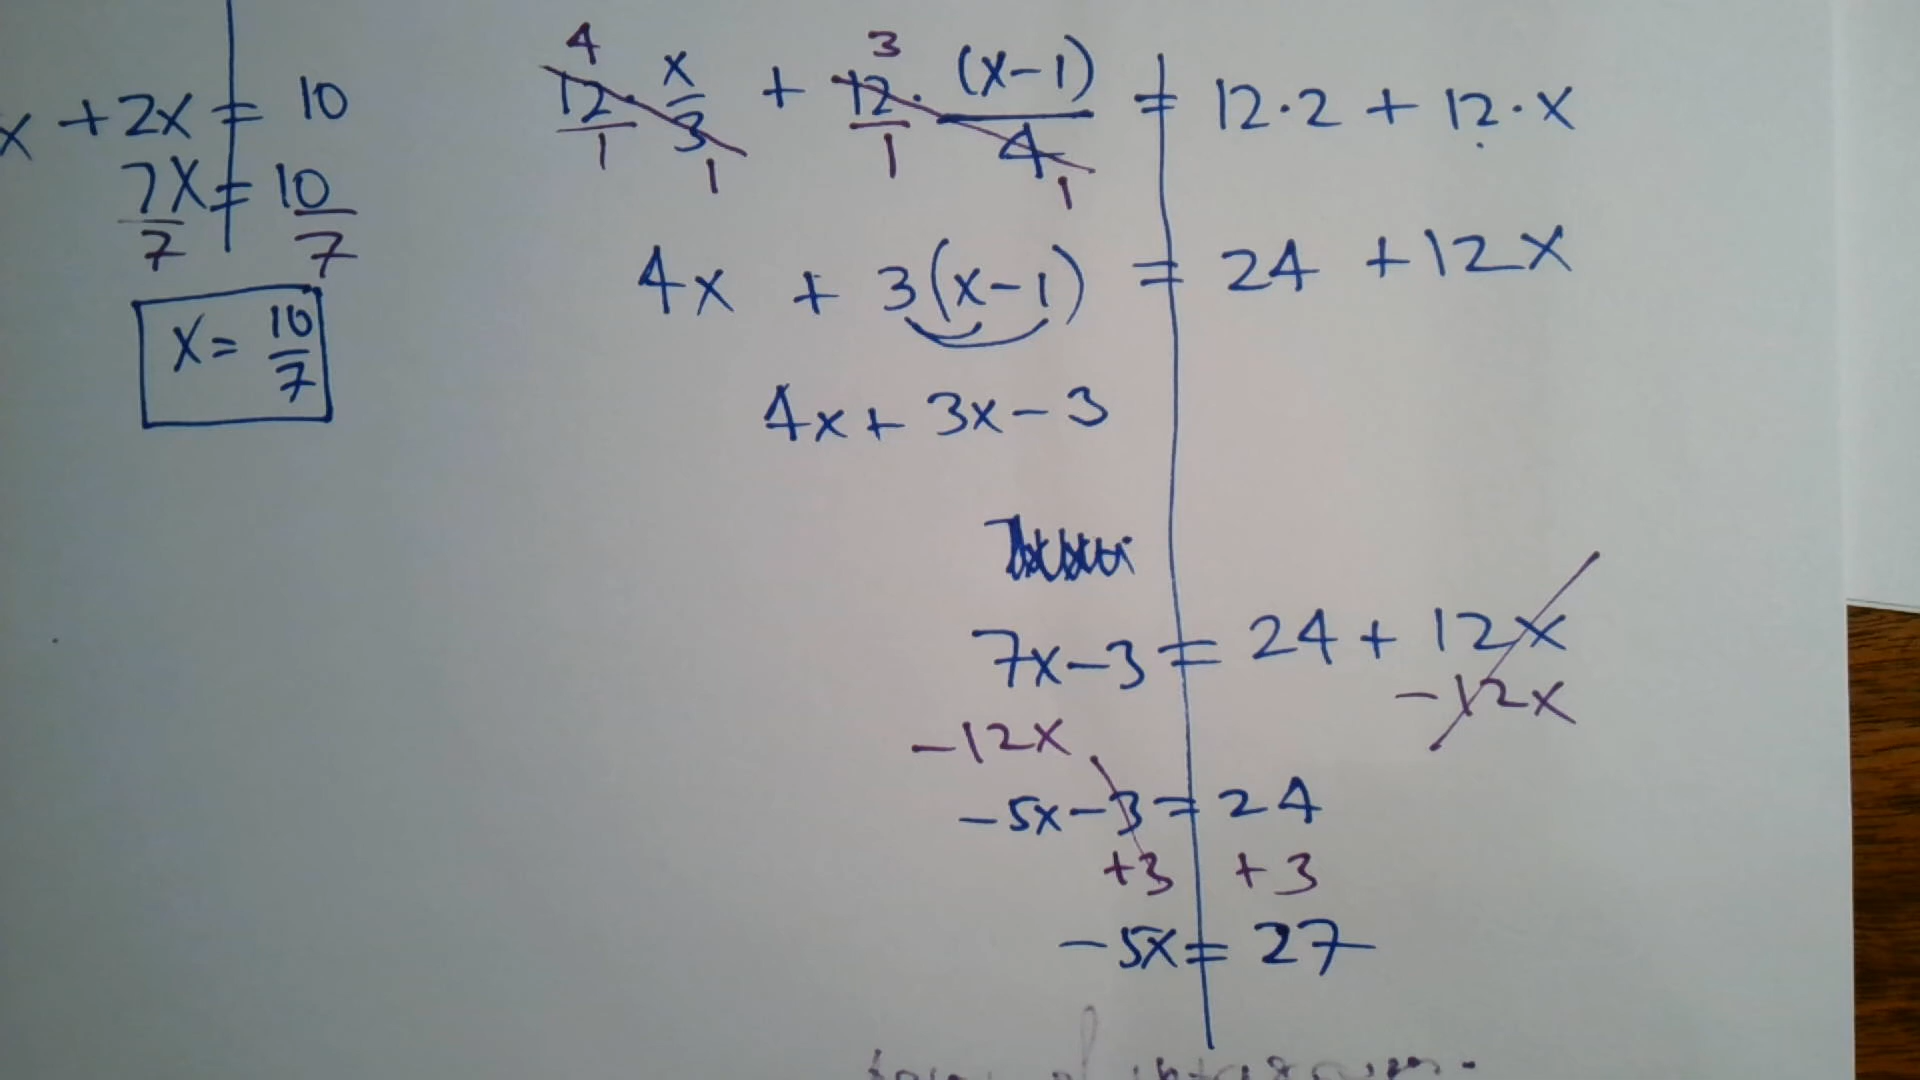 x + 2x = 10
7x = 10
7 7
x = 10/7
4 3
12/1 · x/3 + 12/1 · (x-1)/4 = 12·2 + 12·x
1 1
4x + 3(x-1) = 24 + 12x
4x + 3x - 3
7x - 3 = 24 + 12x
-12x -12x
-5x - 3 = 24
+3 +3
-5x = 27